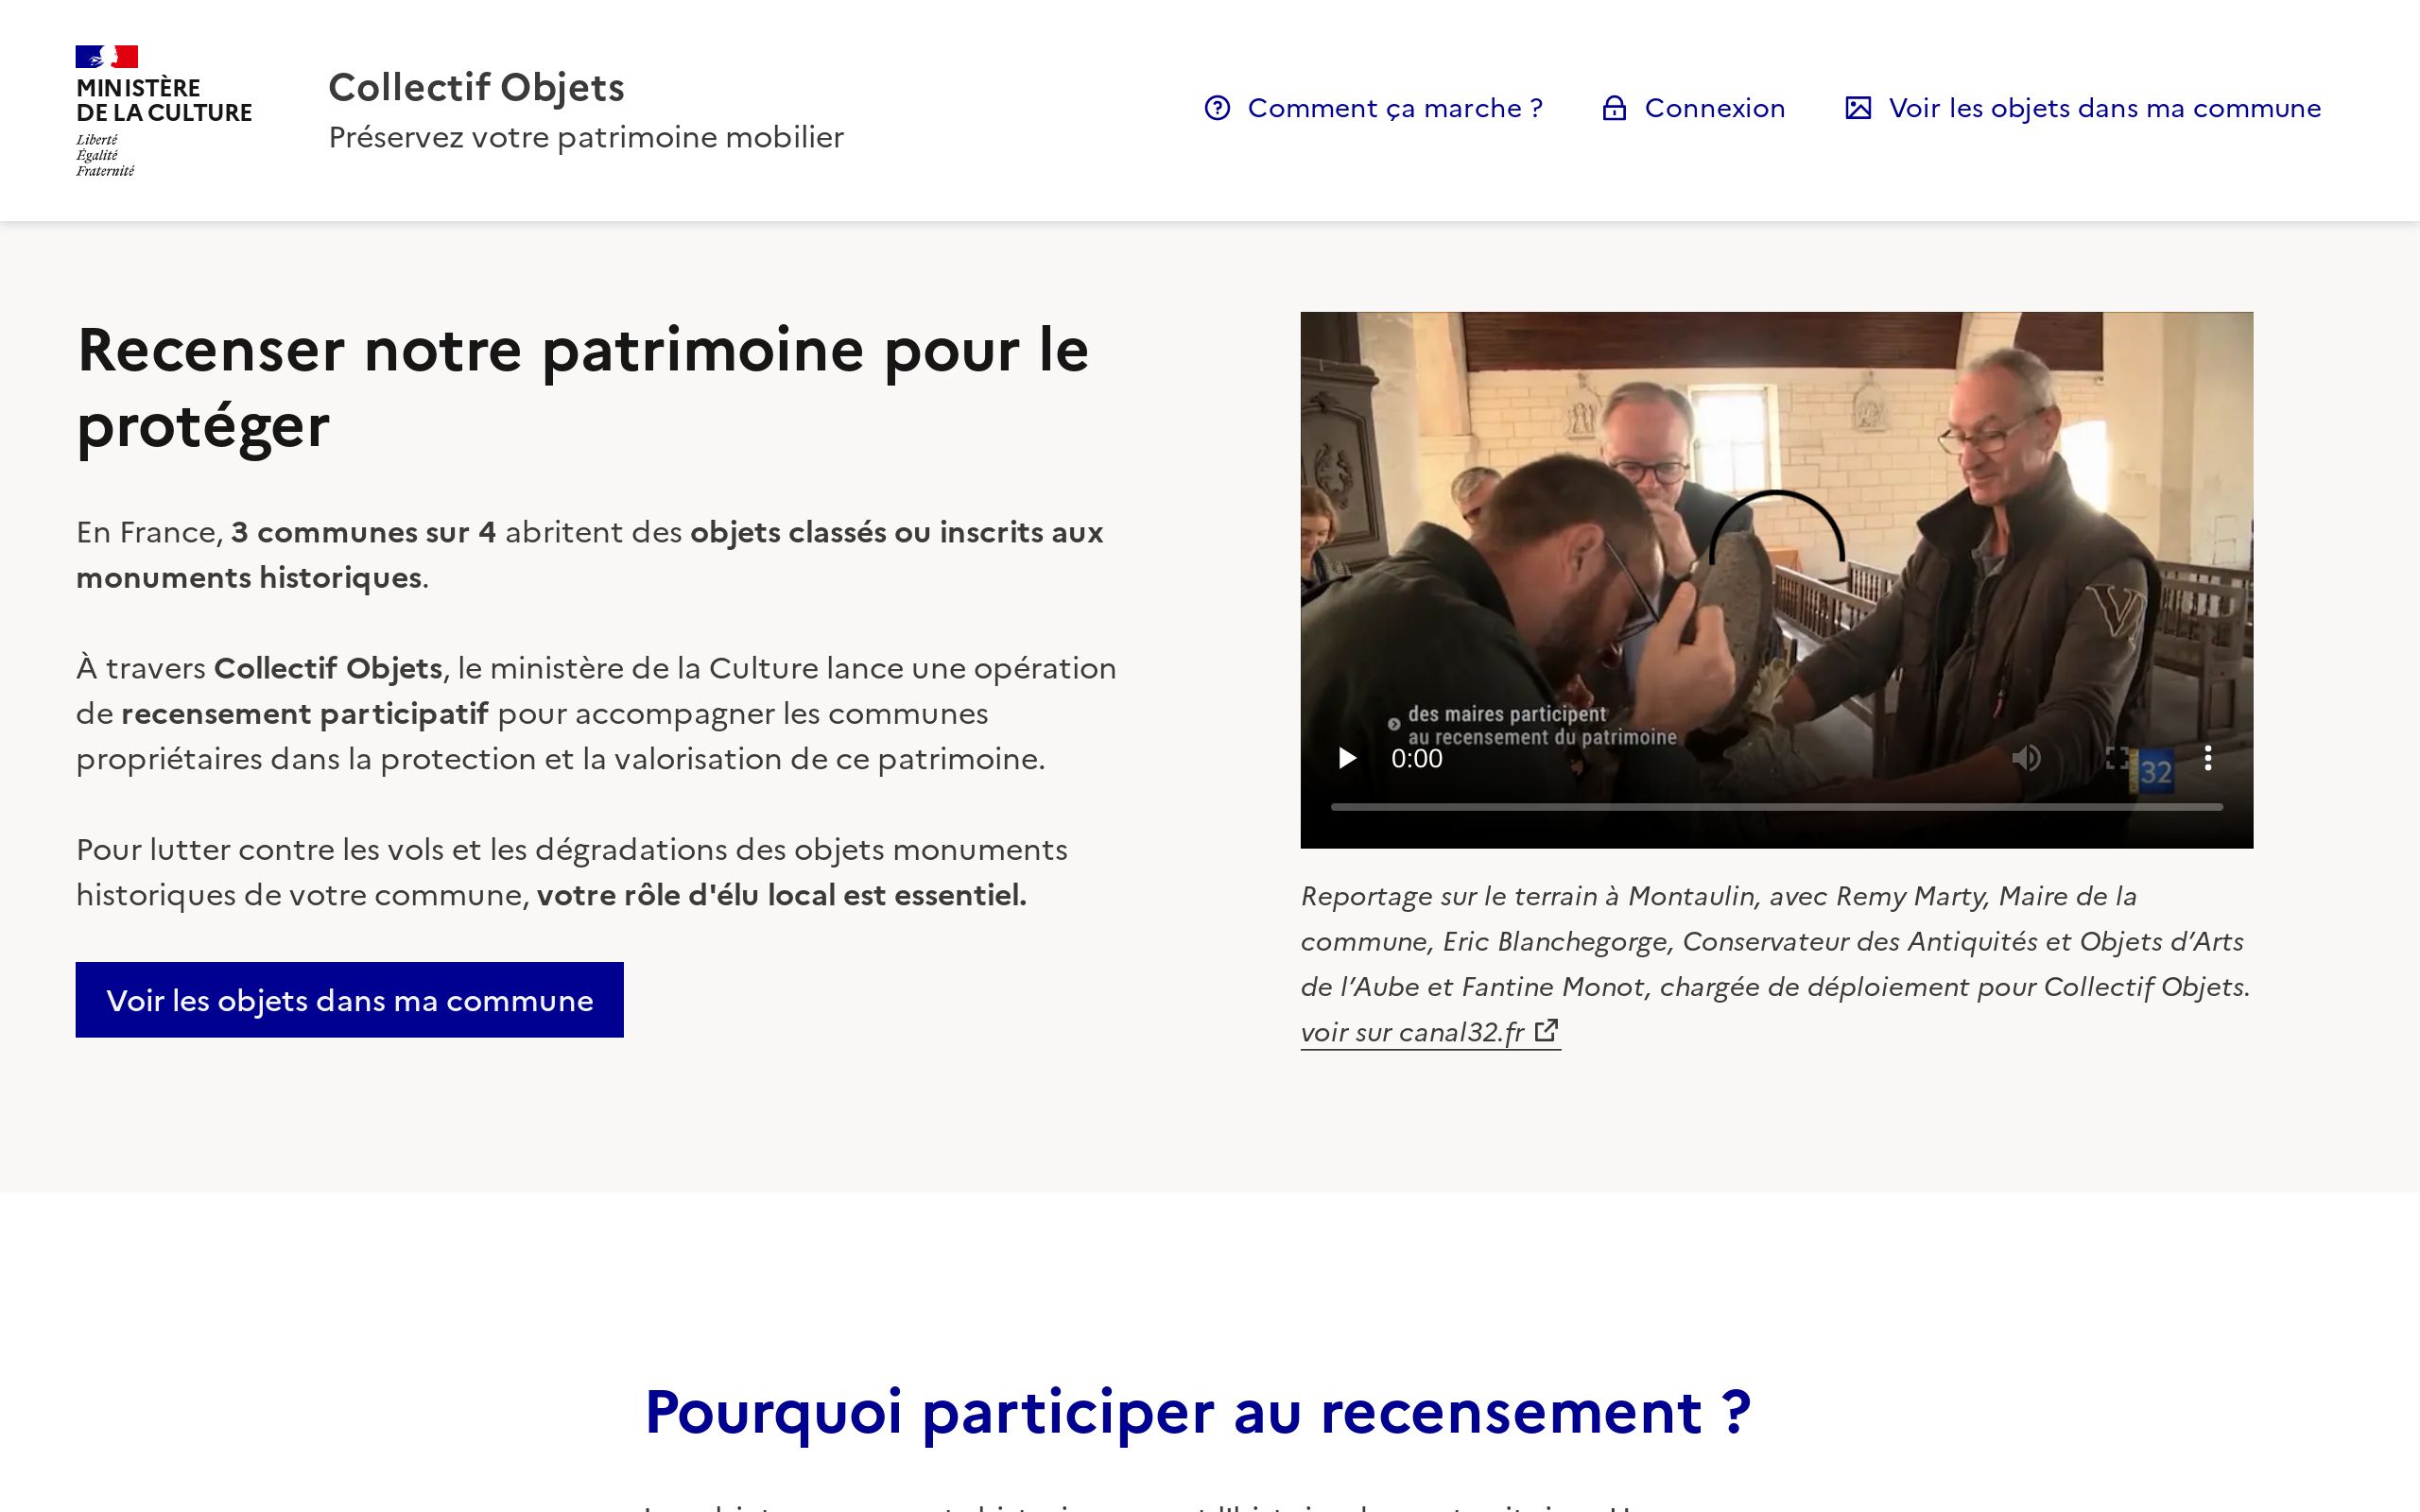 MINISTÈRE
DE LA CULTURE
Liberté
Égalité
Fraternité
Collectif Objets
Préservez votre patrimoine mobilier
Comment ça marche ?
Connexion
Voir les objets dans ma commune
Recenser notre patrimoine pour le
protéger
En France, 3 communes sur 4 abritent des objets classés ou inscrits aux
monuments historiques.
À travers Collectif Objets, le ministère de la Culture lance une opération
de recensement participatif pour accompagner les communes
propriétaires dans la protection et la valorisation de ce patrimoine.
Pour lutter contre les vols et les dégradations des objets monuments
historiques de votre commune, votre rôle d'élu local est essentiel.
Voir les objets dans ma commune
V
des maires participent
au recensement du patrimoine
0:00
CANAL 32
Reportage sur le terrain à Montaulin, avec Remy Marty, Maire de la
commune, Eric Blanchegorge, Conservateur des Antiquités et Objets d’Arts
de l’Aube et Fantine Monot, chargée de déploiement pour Collectif Objets.
voir sur canal32.fr
Pourquoi participer au recensement ?